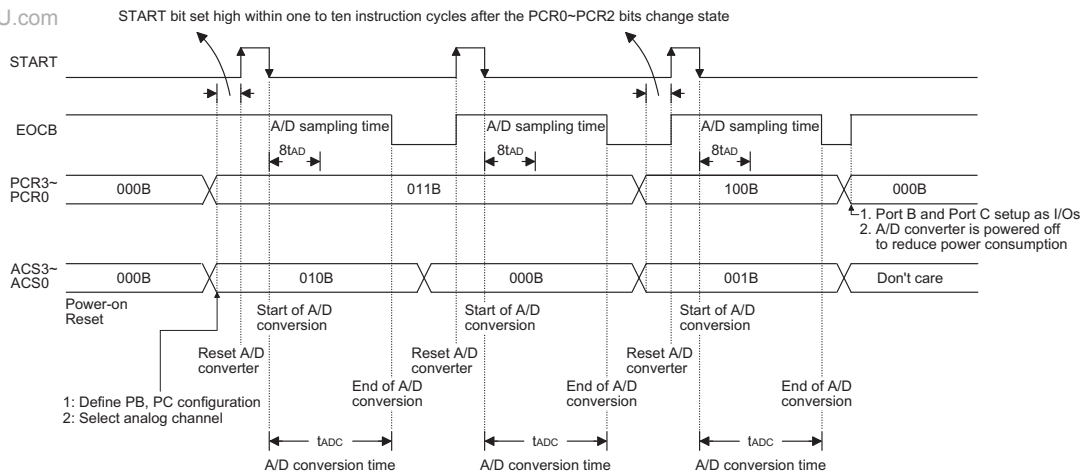 U.com
START bit set high within one to ten instruction cycles after the PCR0~PCR2 bits change state
START
EOCB
A/D sampling time
A/D sampling time
A/D sampling time
8tAD
8tAD
8tAD
PCR3~
PCR0
000B
011B
100B
000B
1. Port B and Port C setup as I/Os
2. A/D converter is powered off
to reduce power consumption
ACS3~
ACS0
000B
010B
000B
001B
Don't care
Power-on
Reset
Start of A/D
conversion
Start of A/D
conversion
Start of A/D
conversion
Reset A/D
converter
Reset A/D
converter
Reset A/D
converter
End of A/D
conversion
End of A/D
conversion
End of A/D
conversion
1: Define PB, PC configuration
2: Select analog channel
tADC
tADC
tADC
A/D conversion time
A/D conversion time
A/D conversion time